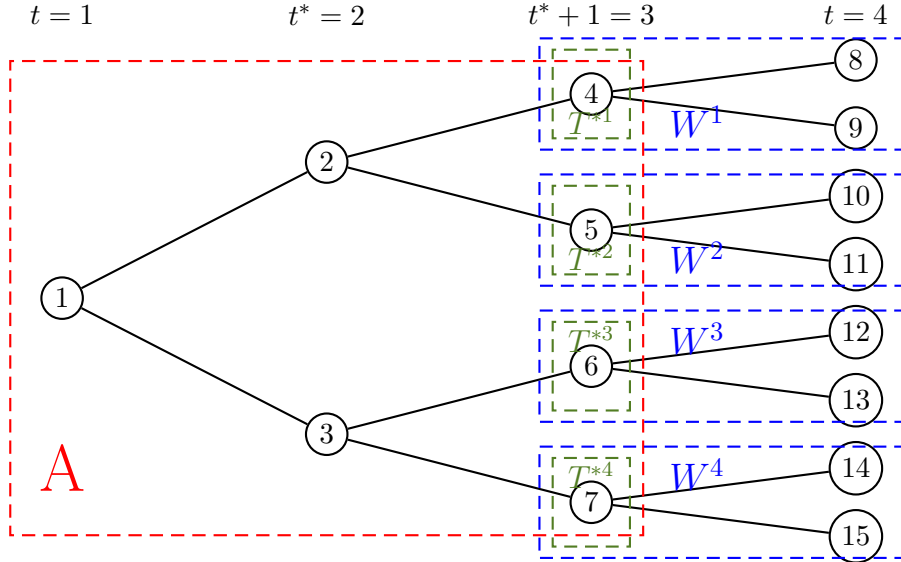 t = 1 t* = 2 t* + 1 = 3 t = 4
8
4
T*1 W1 9
2
10
5
T*2 W2 11
1
T*3 W3 12
6
13
3
A T*4 W4 14
7
15